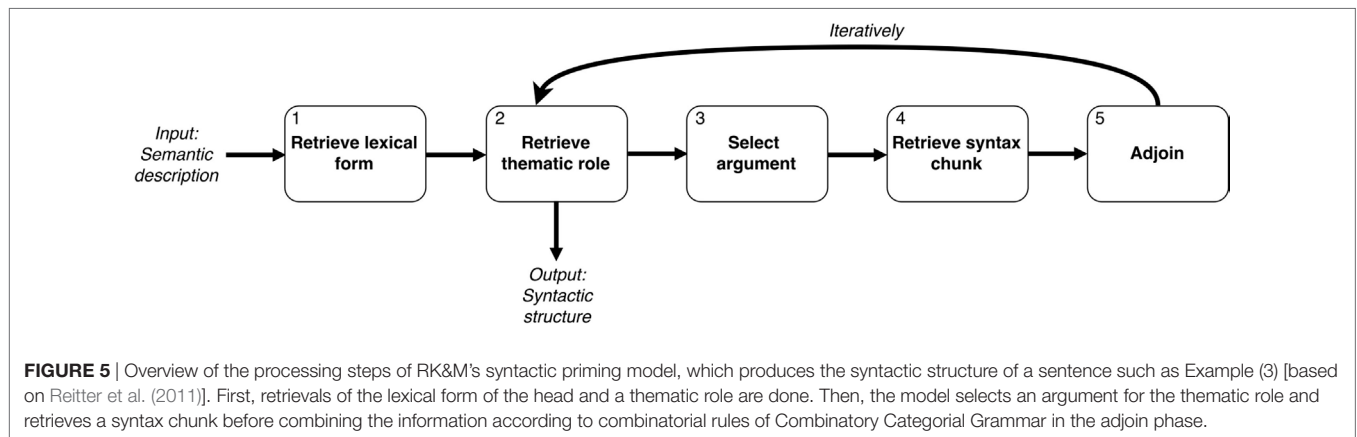 Iteratively
Input:
Semantic
description
1
Retrieve lexical
form
2
Retrieve
thematic role
3
Select
argument
4
Retrieve syntax
chunk
5
Adjoin
Output:
Syntactic
structure
FIGURE 5 | Overview of the processing steps of RK&M’s syntactic priming model, which produces the syntactic structure of a sentence such as Example (3) [based
on Reitter et al. (2011)]. First, retrievals of the lexical form of the head and a thematic role are done. Then, the model selects an argument for the thematic role and
retrieves a syntax chunk before combining the information according to combinatorial rules of Combinatory Categorial Grammar in the adjoin phase.